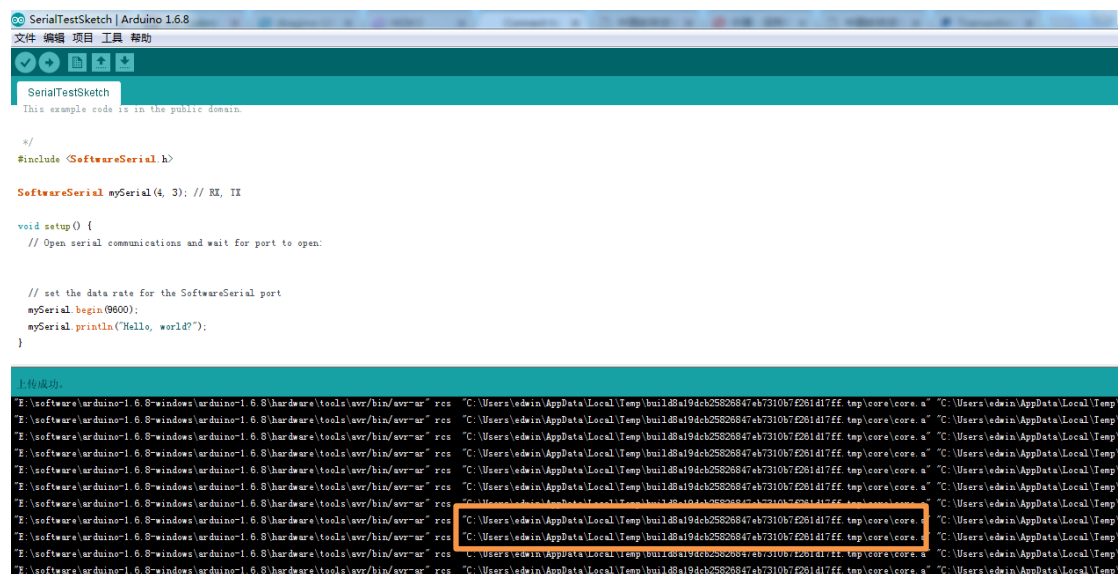 SerialTestSketch | Arduino 1.6.8
文件 编辑 项目 工具 帮助
SerialTestSketch
This example code is in the public domain.
*/
#include <SoftwareSerial.h>
SoftwareSerial mySerial(4, 3); // RX, TX
void setup() {
// Open serial communications and wait for port to open:
// set the data rate for the SoftwareSerial port
mySerial.begin(9600);
mySerial.println("Hello, world?");
}
上传成功。
"E:\software\arduino-1.6.8-windows\arduino-1.6.8\hardware\tools\avr/bin/avr-ar" rcs "C:\Users\edwin\AppData\Local\Temp\build8a19dcb25826847eb7310b7f261d17ff.tmp\core\core.a" "C:\Users\edwin\AppData\Local\Temp\
"E:\software\arduino-1.6.8-windows\arduino-1.6.8\hardware\tools\avr/bin/avr-ar" rcs "C:\Users\edwin\AppData\Local\Temp\build8a19dcb25826847eb7310b7f261d17ff.tmp\core\core.a" "C:\Users\edwin\AppData\Local\Temp\
"E:\software\arduino-1.6.8-windows\arduino-1.6.8\hardware\tools\avr/bin/avr-ar" rcs "C:\Users\edwin\AppData\Local\Temp\build8a19dcb25826847eb7310b7f261d17ff.tmp\core\core.a" "C:\Users\edwin\AppData\Local\Temp\
"E:\software\arduino-1.6.8-windows\arduino-1.6.8\hardware\tools\avr/bin/avr-ar" rcs "C:\Users\edwin\AppData\Local\Temp\build8a19dcb25826847eb7310b7f261d17ff.tmp\core\core.a" "C:\Users\edwin\AppData\Local\Temp\
"E:\software\arduino-1.6.8-windows\arduino-1.6.8\hardware\tools\avr/bin/avr-ar" rcs "C:\Users\edwin\AppData\Local\Temp\build8a19dcb25826847eb7310b7f261d17ff.tmp\core\core.a" "C:\Users\edwin\AppData\Local\Temp\
"E:\software\arduino-1.6.8-windows\arduino-1.6.8\hardware\tools\avr/bin/avr-ar" rcs "C:\Users\edwin\AppData\Local\Temp\build8a19dcb25826847eb7310b7f261d17ff.tmp\core\core.a" "C:\Users\edwin\AppData\Local\Temp\
"E:\software\arduino-1.6.8-windows\arduino-1.6.8\hardware\tools\avr/bin/avr-ar" rcs "C:\Users\edwin\AppData\Local\Temp\
"E:\software\arduino-1.6.8-windows\arduino-1.6.8\hardware\tools\avr/bin/avr-ar" rcs "C:\Users\edwin\AppData\Local\Temp\build8a19dcb25826847eb7310b7f261d17ff.tmp\core\core.a" "C:\Users\edwin\AppData\Local\Temp\
"E:\software\arduino-1.6.8-windows\arduino-1.6.8\hardware\tools\avr/bin/avr-ar" rcs "C:\Users\edwin\AppData\Local\Temp\build8a19dcb25826847eb7310b7f261d17ff.tmp\core\core.a" "C:\Users\edwin\AppData\Local\Temp\
"E:\software\arduino-1.6.8-windows\arduino-1.6.8\hardware\tools\avr/bin/avr-ar" rcs "C:\Users\edwin\AppData\Local\Temp\build8a19dcb25826847eb7310b7f261d17ff.tmp\core\core.a" "C:\Users\edwin\AppData\Local\Temp\
"E:\software\arduino-1.6.8-windows\arduino-1.6.8\hardware\tools\avr/bin/avr-ar" rcs "C:\Users\edwin\AppData\Local\Temp\build8a19dcb25826847eb7310b7f261d17ff.tmp\core\core.a" "C:\Users\edwin\AppData\Local\Temp\